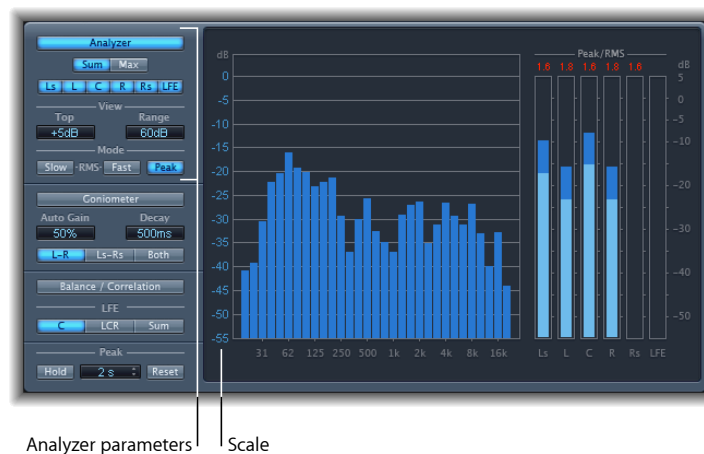 Analyzer
Sum Max
Ls L C R Rs LFE
View
Top Range
+5dB 60dB
Mode
Slow -RMS- Fast Peak
Goniometer
Auto Gain Decay
50% 500ms
L-R Ls-Rs Both
Balance / Correlation
LFE
C LCR Sum
Peak
Hold 2 s Reset
dB
0
-5
-10
-15
-20
-25
-30
-35
-40
-45
-50
-55
31 62 125 250 500 1k 2k 4k 8k 16k
Peak/RMS
1.6 1.8 1.6 1.8 1.6 dB
5
0
-5
-10
-20
-30
-40
-50
Ls L C R Rs LFE
Analyzer parameters Scale